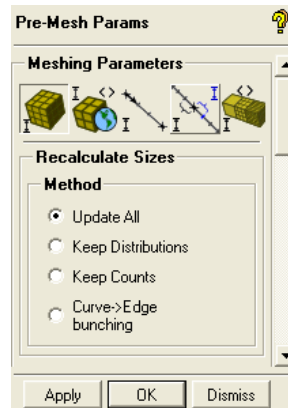 Pre-Mesh Params
Meshing Parameters
Recalculate Sizes
Method
Update All
Keep Distributions
Keep Counts
Curve->Edge
bunching
Apply OK Dismiss